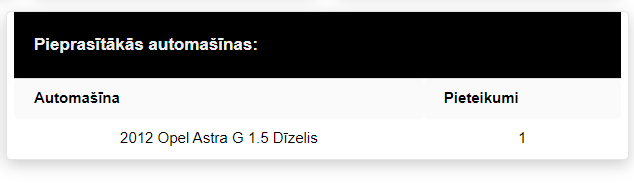 Pieprasītākās automašīnas:
Automašīna Pieteikumi
2012 Opel Astra G 1.5 Dīzelis 1